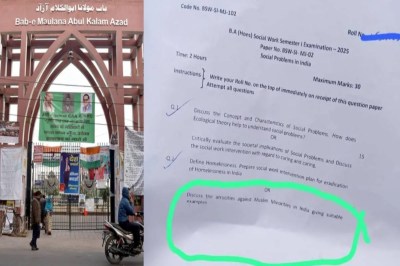 باب مولانا ابوالکلام آزاد
Bab-e Maulana Abul Kalam Azad
Code No. BSW-SI-MJ-102
Roll No.
B.A (Hons) Social Work Semester I Examination – 2025
Paper No. BSW-SI- MJ-02
Social Problems in India
Time: 2 Hours
Maximum Marks: 30
Instructions
Write your Roll No. on the top of immediately on receipt of this question paper
Attempt all questions
Q.1
Discuss the Concept and Characteristics of Social Problems. How does
Ecological theory help to understand social problems?
OR
Critically evaluate the societal implications of Social Problems and Discuss
the social work intervention with regard to caring and curing.
Define Homelessness. Prepare social work intervention plan for eradication
of Homelessness in India
OR
Discuss the atrocities against Muslim Minorities in India giving suitable
examples